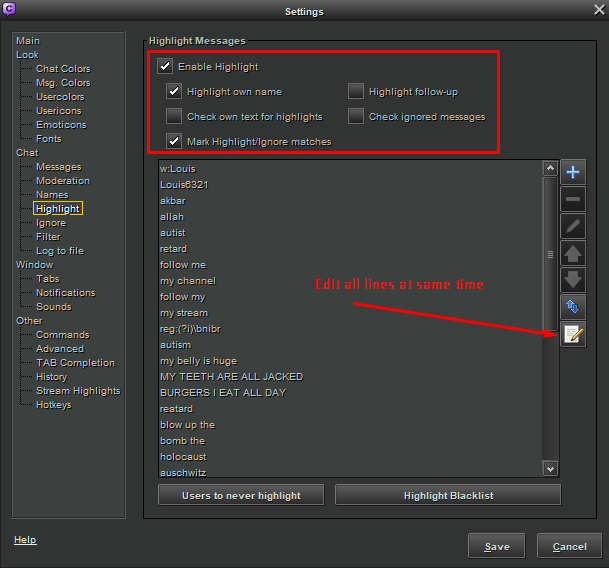 Settings
Main
Look
Chat Colors
Msg. Colors
Usercolors
Usericons
Emoticons
Fonts
Chat
Messages
Moderation
Names
Highlight
Ignore
Filter
Log to file
Window
Tabs
Notifications
Sounds
Other
Commands
Advanced
TAB Completion
History
Stream Highlights
Hotkeys
Help
Highlight Messages
Enable Highlight
Highlight own name
Highlight follow-up
Check own text for highlights
Check ignored messages
Mark Highlight/Ignore matches
w:Louis
Louis6321
akbar
allah
autist
retard
follow me
my channel
follow my
my stream
reg:(?i)\bnibr
autism
my belly is huge
MY TEETH ARE ALL JACKED
BURGERS I EAT ALL DAY
reatard
blow up the
bomb the
holocaust
auschwitz
Edit all lines at same time
Users to never highlight
Highlight Blacklist
Save
Cancel